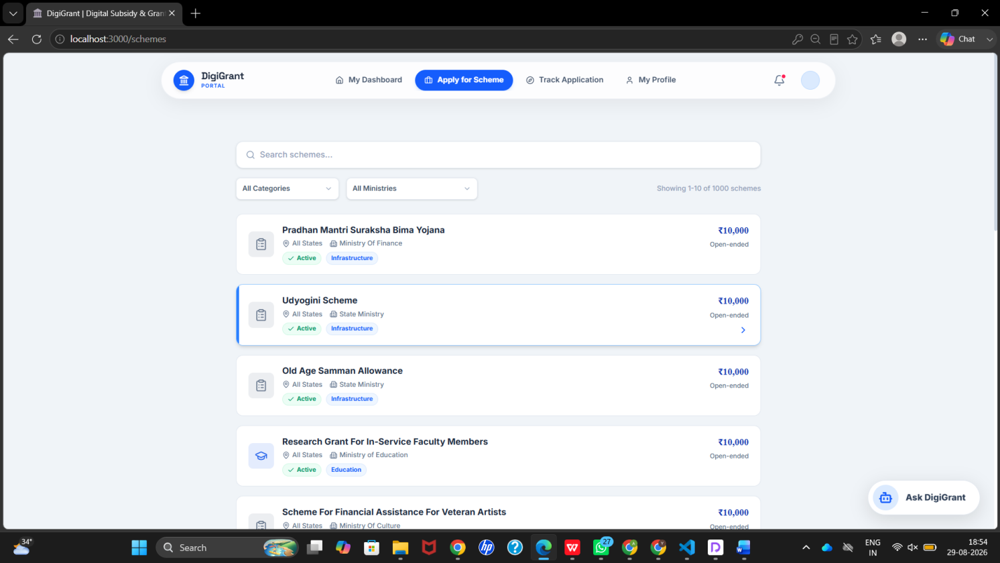 DigiGrant | Digital Subsidy & Gran
localhost:3000/schemes
Chat
DigiGrant
PORTAL
My Dashboard
Apply for Scheme
Track Application
My Profile
Search schemes...
All Categories
All Ministries
Showing 1-10 of 1000 schemes
Pradhan Mantri Suraksha Bima Yojana
₹10,000
All States
Ministry Of Finance
Open-ended
Active
Infrastructure
Udyogini Scheme
₹10,000
All States
State Ministry
Open-ended
Active
Infrastructure
Old Age Samman Allowance
₹10,000
All States
State Ministry
Open-ended
Active
Infrastructure
Research Grant For In-Service Faculty Members
₹10,000
All States
Ministry of Education
Open-ended
Active
Education
Scheme For Financial Assistance For Veteran Artists
₹10,000
All States
Ministry Of Culture
Open-ended
Ask DigiGrant
34°
Search
27
ENG
IN
18:54
29-08-2026